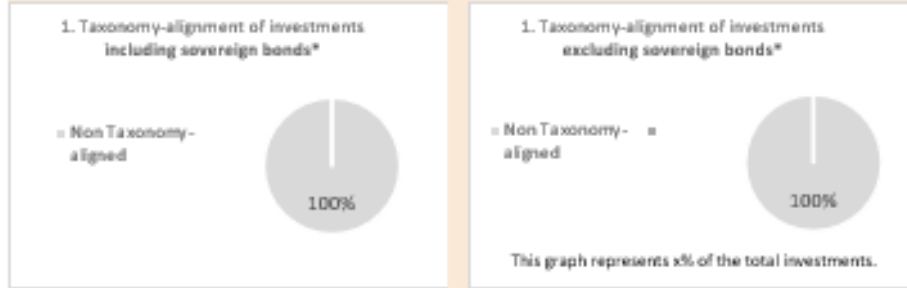 1. Taxonomy-alignment of investments
including sovereign bonds*
Non Taxonomy-
aligned
100%
1. Taxonomy-alignment of investments
excluding sovereign bonds*
Non Taxonomy-
aligned
100%
This graph represents x% of the total investments.